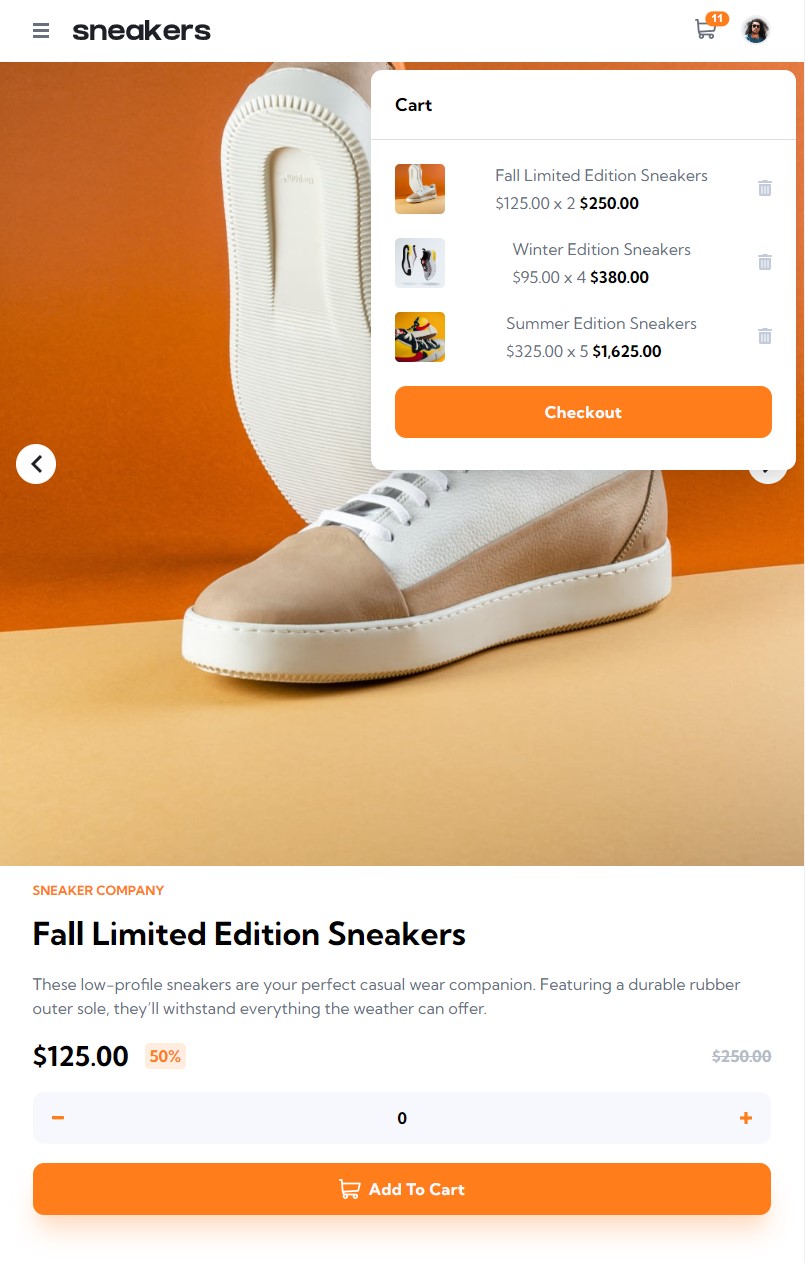 sneakers
11
Cart
Fall Limited Edition Sneakers
$125.00 x 2 $250.00
Winter Edition Sneakers
$95.00 x 4 $380.00
Summer Edition Sneakers
$325.00 x 5 $1,625.00
Checkout
SNEAKER COMPANY
Fall Limited Edition Sneakers
These low-profile sneakers are your perfect casual wear companion. Featuring a durable rubber
outer sole, they’ll withstand everything the weather can offer.
$125.00 50% $250.00
0
Add To Cart